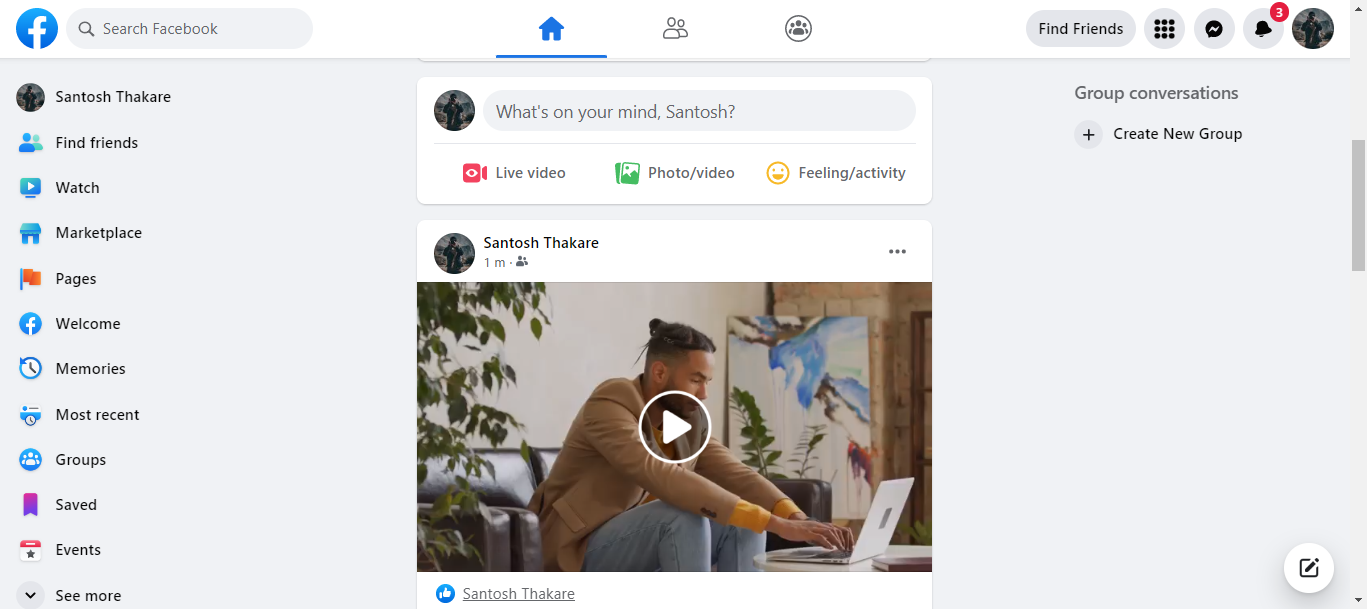 Search Facebook
Find Friends
3
Santosh Thakare
Find friends
Watch
Marketplace
Pages
Welcome
Memories
Most recent
Groups
Saved
Events
See more
What's on your mind, Santosh?
Live video
Photo/video
Feeling/activity
Santosh Thakare
1 m ·
Santosh Thakare
Group conversations
Create New Group